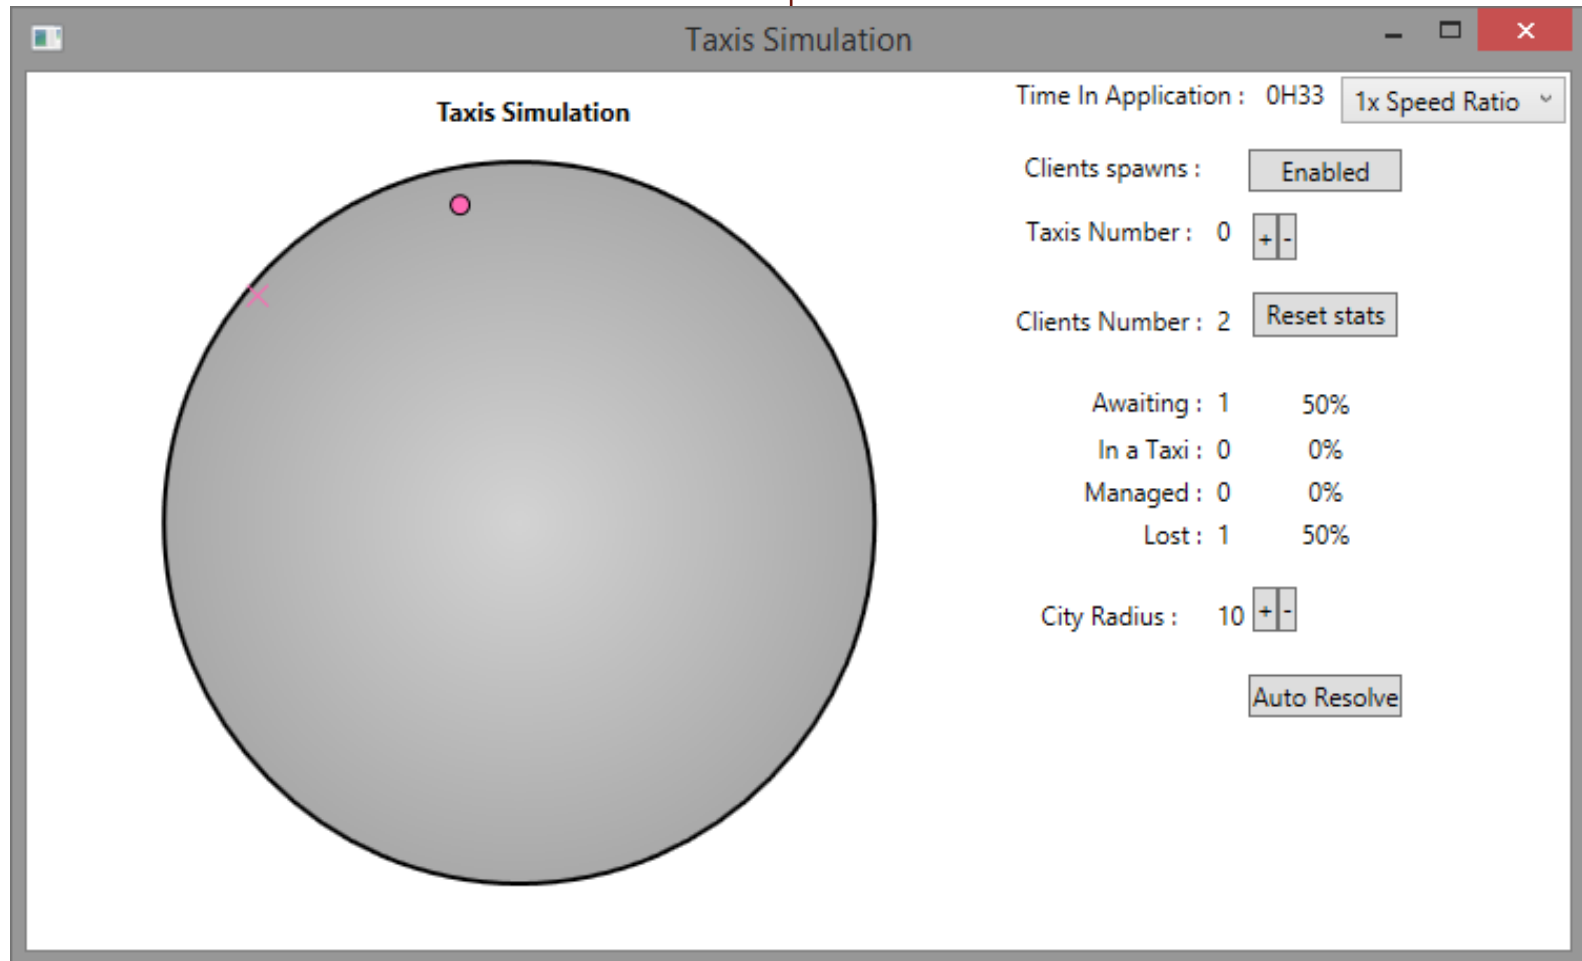 Taxis Simulation
Taxis Simulation
Time In Application : 0H33 1x Speed Ratio
Clients spawns : Enabled
Taxis Number : 0 + -
Clients Number : 2 Reset stats
Awaiting : 1 50%
In a Taxi : 0 0%
Managed : 0 0%
Lost : 1 50%
City Radius : 10 + -
Auto Resolve